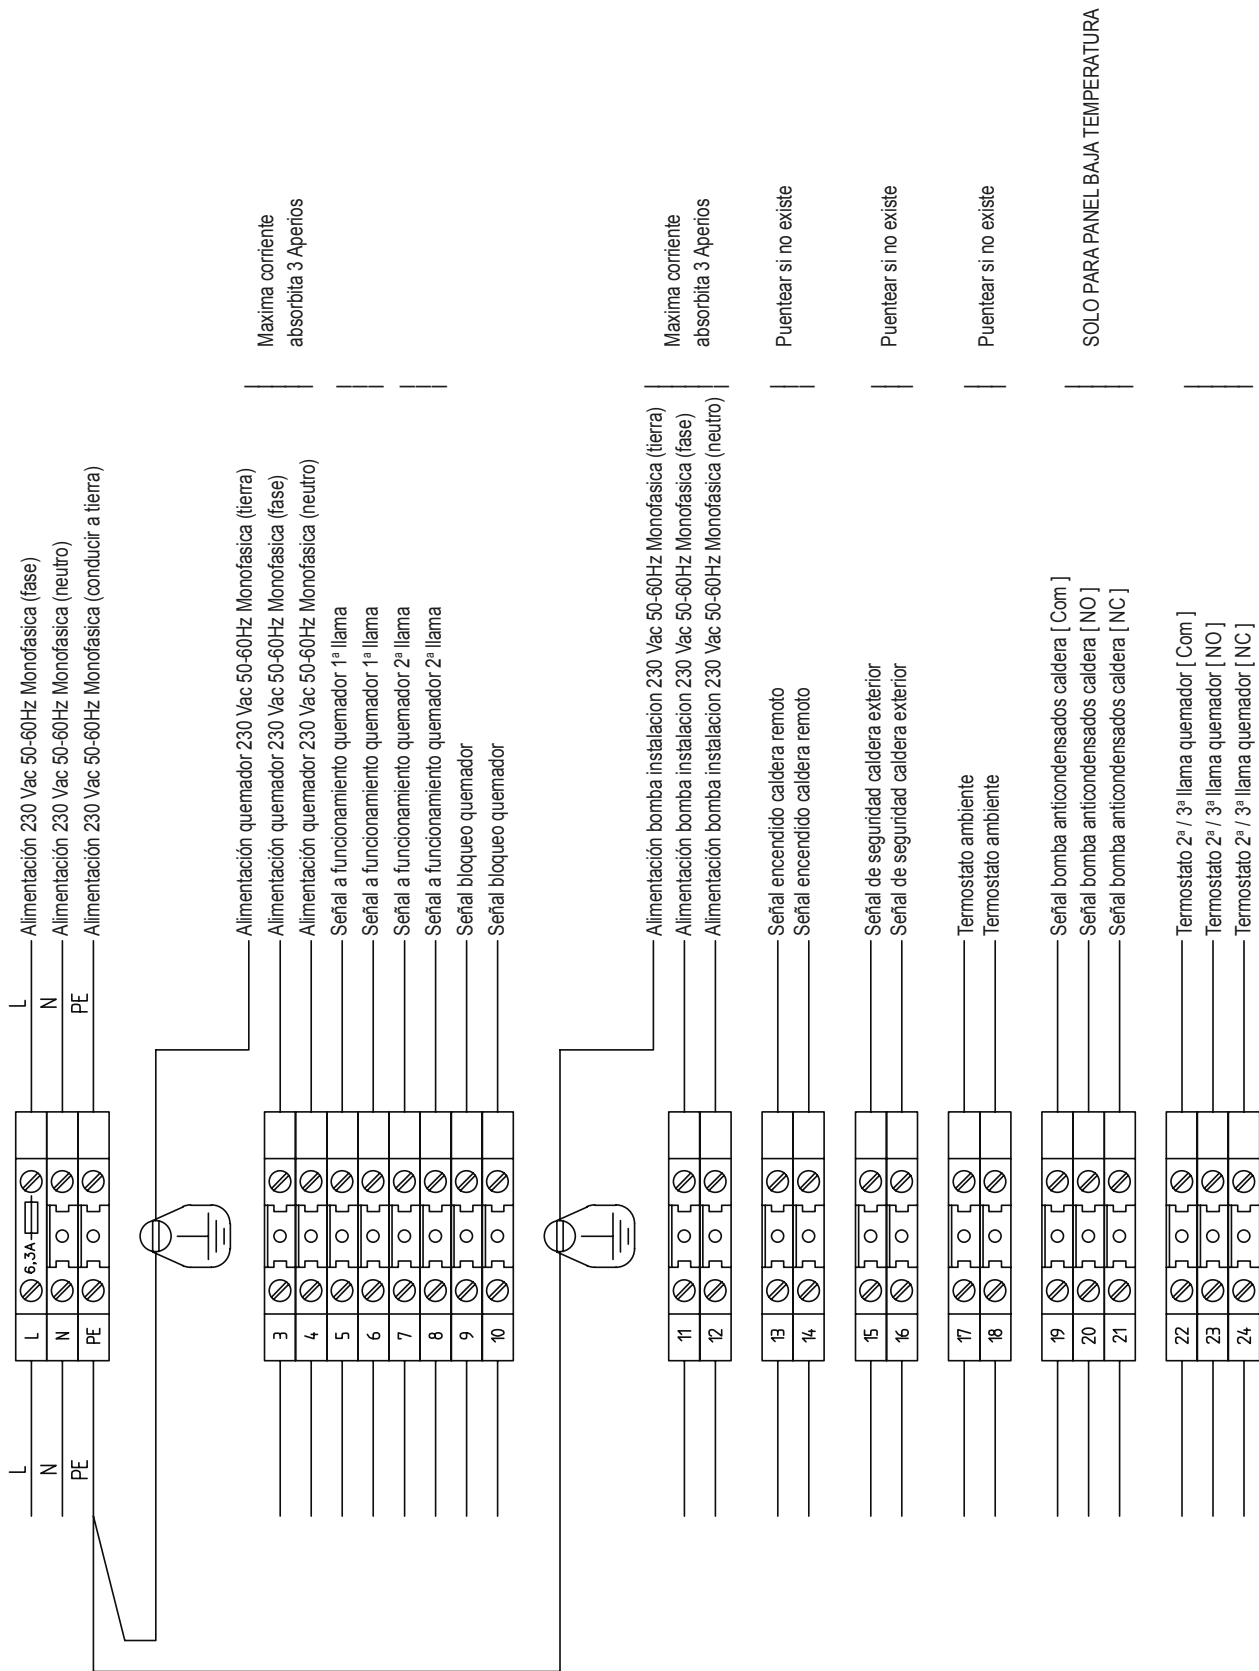 L
N
PE
L
6,3A
N
PE
L
N
PE
Alimentación 230 Vac 50-60Hz Monofasica (fase)
Alimentación 230 Vac 50-60Hz Monofasica (neutro)
Alimentación 230 Vac 50-60Hz Monofasica (conducir a tierra)
3
4
5
6
7
8
9
10
Alimentación quemador 230 Vac 50-60Hz Monofasica (tierra)
Alimentación quemador 230 Vac 50-60Hz Monofasica (fase)
Alimentación quemador 230 Vac 50-60Hz Monofasica (neutro)
Señal a funcionamiento quemador 1ª llama
Señal a funcionamiento quemador 1ª llama
Señal a funcionamiento quemador 2ª llama
Señal a funcionamiento quemador 2ª llama
Señal bloqueo quemador
Señal bloqueo quemador
Maxima corriente
absorbita 3 Aperios
11
12
Alimentación bomba instalacion 230 Vac 50-60Hz Monofasica (tierra)
Alimentación bomba instalacion 230 Vac 50-60Hz Monofasica (fase)
Alimentación bomba instalacion 230 Vac 50-60Hz Monofasica (neutro)
Maxima corriente
absorbita 3 Aperios
13
14
Señal encendido caldera remoto
Señal encendido caldera remoto
Puentear si no existe
15
16
Señal de seguridad caldera exterior
Señal de seguridad caldera exterior
Puentear si no existe
17
18
Termostato ambiente
Termostato ambiente
Puentear si no existe
19
20
21
Señal bomba anticondensados caldera [ Com ]
Señal bomba anticondensados caldera [ NO ]
Señal bomba anticondensados caldera [ NC ]
SOLO PARA PANEL BAJA TEMPERATURA
22
23
24
Termostato 2ª / 3ª llama quemador [ Com ]
Termostato 2ª / 3ª llama quemador [ NO ]
Termostato 2ª / 3ª llama quemador [ NC ]